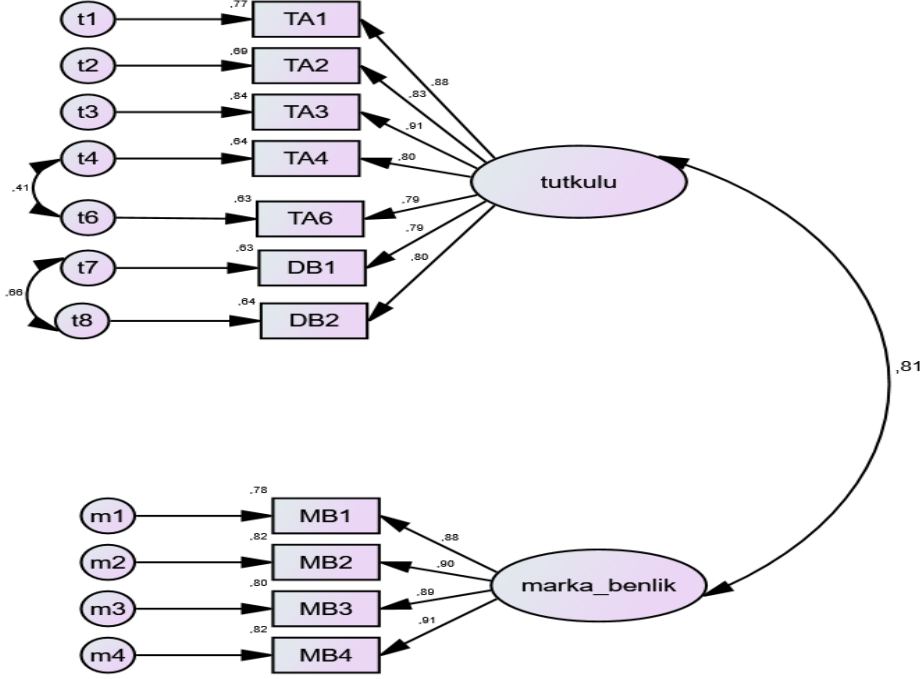 t1
,77
TA1
t2
,69
TA2
t3
,84
TA3
t4
,64
TA4
t6
,63
TA6
t7
,63
DB1
t8
,64
DB2
,41
,66
,88
,83
,91
,80
,79
,79
,80
tutkulu
,81
m1
,78
MB1
m2
,82
MB2
m3
,80
MB3
m4
,82
MB4
,88
,90
,89
,91
marka_benlik